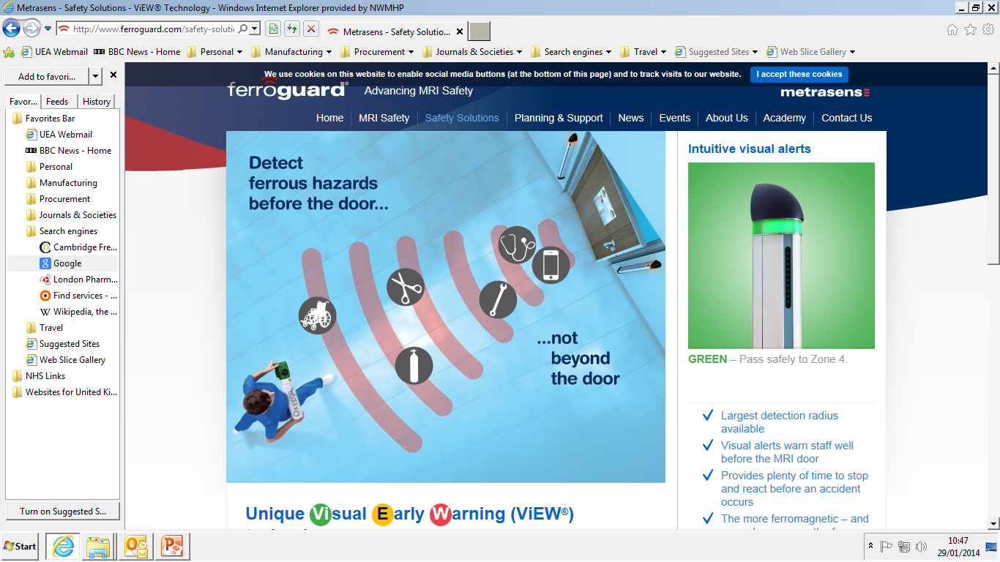 Metrasens - Safety Solutions - ViEW® Technology - Windows Internet Explorer provided by NWMHP
http://www.ferroguard.com/safety-soluti
Metrasens - Safety Solutio...
UEA Webmail
BBC News - Home
Personal
Manufacturing
Procurement
Journals & Societies
Search engines
Travel
Suggested Sites
Web Slice Gallery
Add to favori...
Favor...
Feeds
History
Favorites Bar
UEA Webmail
BBC News - Home
Personal
Manufacturing
Procurement
Journals & Societies
Search engines
Cambridge Fre...
Google
London Pharm...
Find services - ...
Wikipedia, the ...
Travel
Suggested Sites
Web Slice Gallery
NHS Links
Websites for United Ki...
Turn on Suggested S...
We use cookies on this website to enable social media buttons (at the bottom of this page) and to track visits to our website.
I accept these cookies
ferroguard®
Advancing MRI Safety
metrasens
Home
MRI Safety
Safety Solutions
Planning & Support
News
Events
About Us
Academy
Contact Us
Detect
ferrous hazards
before the door...
...not
beyond
the door
OXYGEN
Unique Visual Early Warning (ViEW®)
Intuitive visual alerts
GREEN – Pass safely to Zone 4.
Largest detection radius
available
Visual alerts warn staff well
before the MRI door
Provides plenty of time to stop
and react before an accident
occurs
The more ferromagnetic – and
Start
10:47
29/01/2014